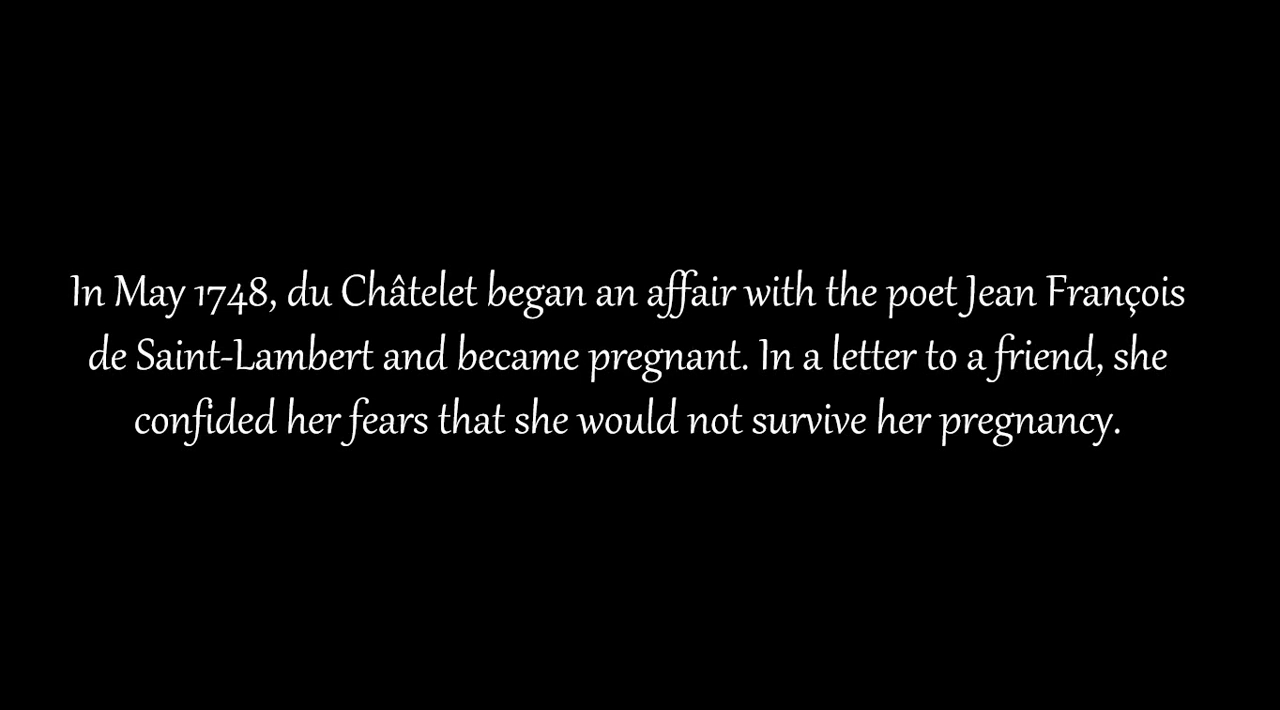 In May 1748, du Châtelet began an affair with the poet Jean François
de Saint-Lambert and became pregnant. In a letter to a friend, she
confided her fears that she would not survive her pregnancy.